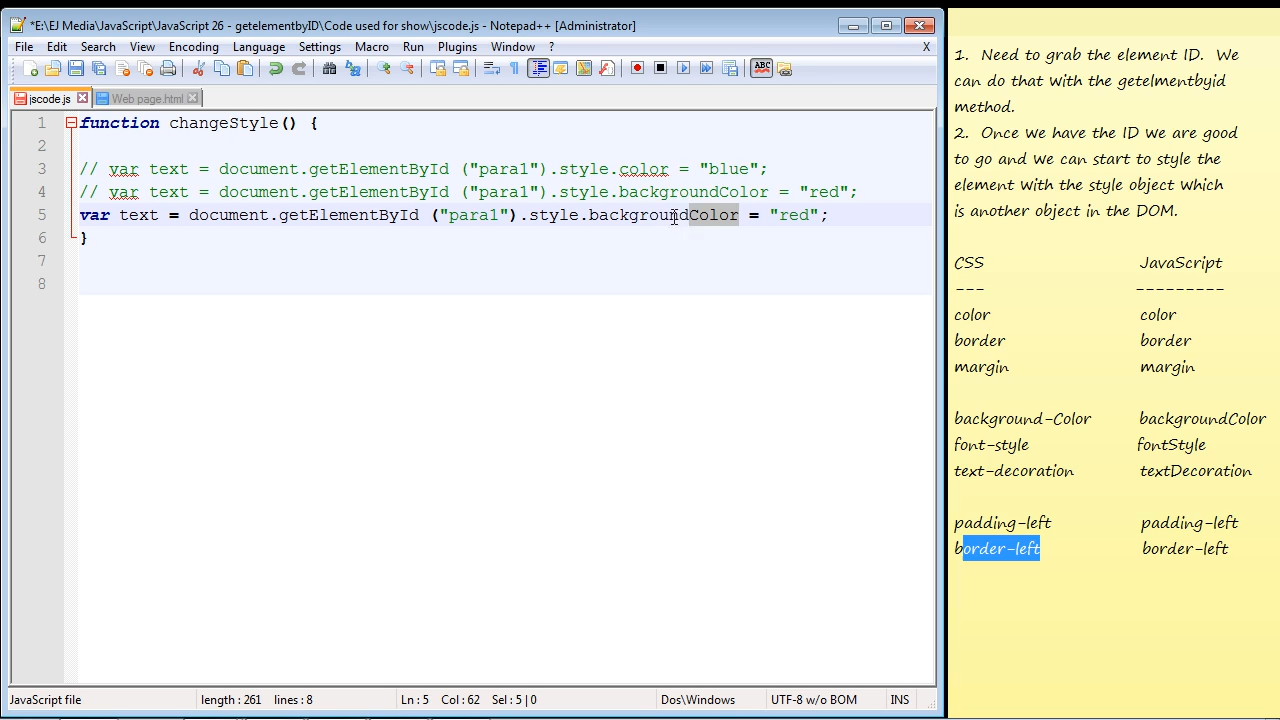 *E:\EJ Media\JavaScript\JavaScript 26 - getelementbyID\Code used for show\jscode.js - Notepad++ [Administrator]
File Edit Search View Encoding Language Settings Macro Run Plugins Window ? X
ABC
jscode.js Web page.html
1 function changeStyle() {
2
3 // var text = document.getElementById ("para1").style.color = "blue";
4 // var text = document.getElementById ("para1").style.backgroundColor = "red";
5 var text = document.getElementById ("para1").style.backgroundColor = "red";
6 }
7
8
JavaScript file length : 261 lines : 8 Ln : 5 Col : 62 Sel : 5 | 0 Dos\Windows UTF-8 w/o BOM INS
1. Need to grab the element ID. We
can do that with the getelmentbyid
method.
2. Once we have the ID we are good
to go and we can start to style the
element with the style object which
is another object in the DOM.
CSS JavaScript
--- ---------
color color
border border
margin margin
background-Color backgroundColor
font-style fontStyle
text-decoration textDecoration
padding-left padding-left
border-left border-left